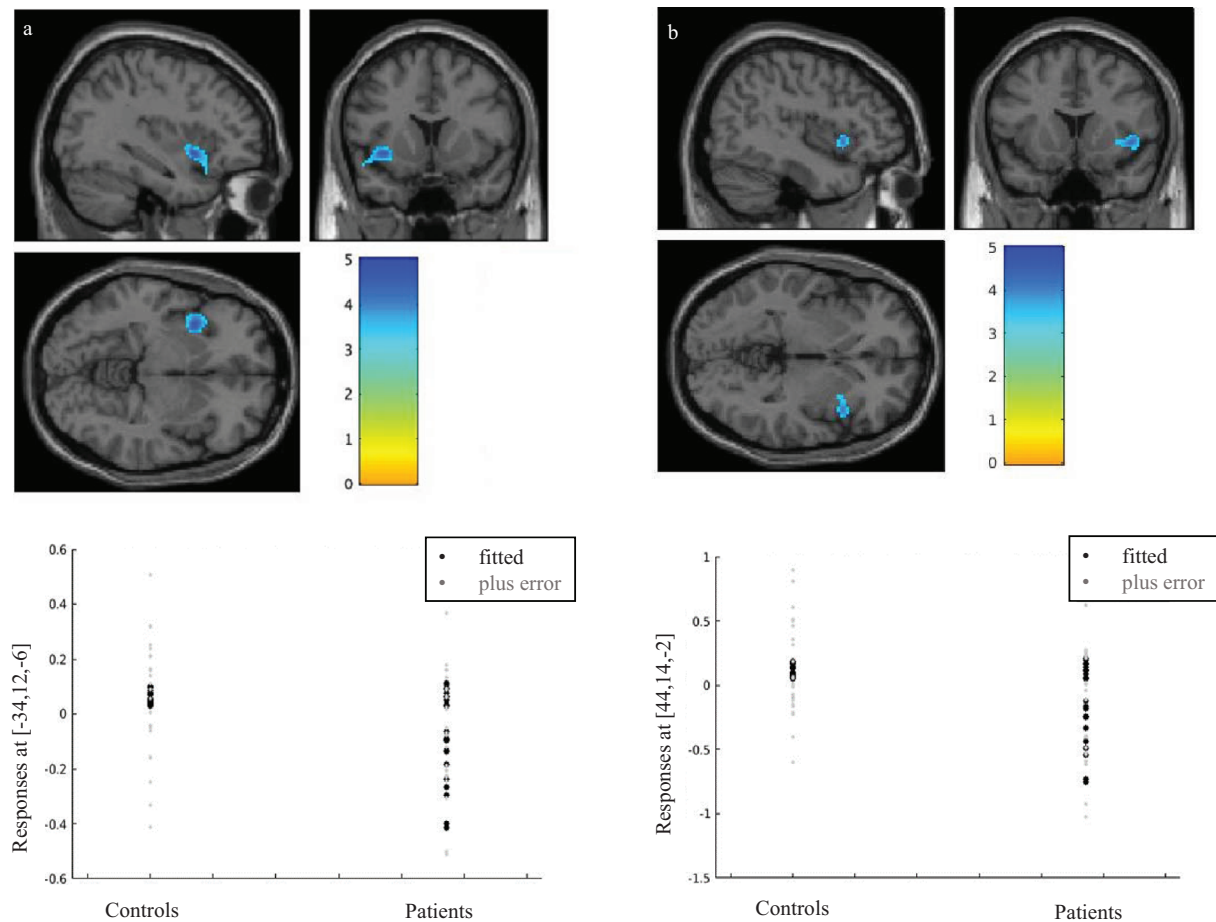 a
5
4
3
2
1
0
0.6
0.4
0.2
0
-0.2
-0.4
-0.6
Responses at [-34,12,-6]
fitted
plus error
Controls
Patients
b
5
4
3
2
1
0
1
0.5
0
-0.5
-1
-1.5
Responses at [44,14,-2]
fitted
plus error
Controls
Patients